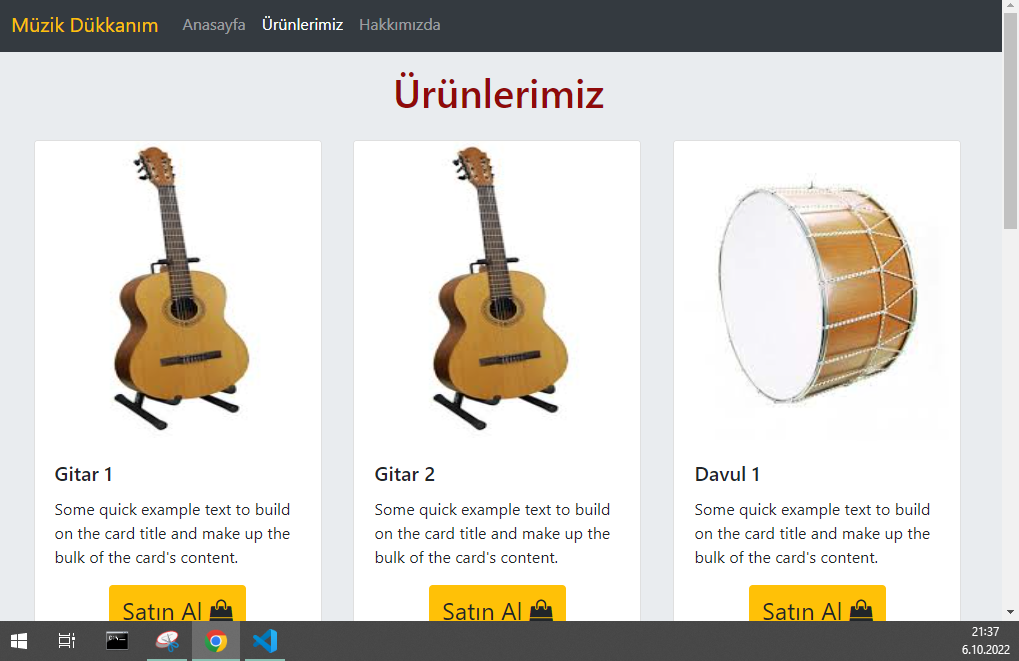 Müzik Dükkanım Anasayfa Ürünlerimiz Hakkımızda
Ürünlerimiz
Gitar 1
Some quick example text to build
on the card title and make up the
bulk of the card's content.
Satın Al
Gitar 2
Some quick example text to build
on the card title and make up the
bulk of the card's content.
Satın Al
Davul 1
Some quick example text to build
on the card title and make up the
bulk of the card's content.
Satın Al
21:37
6.10.2022